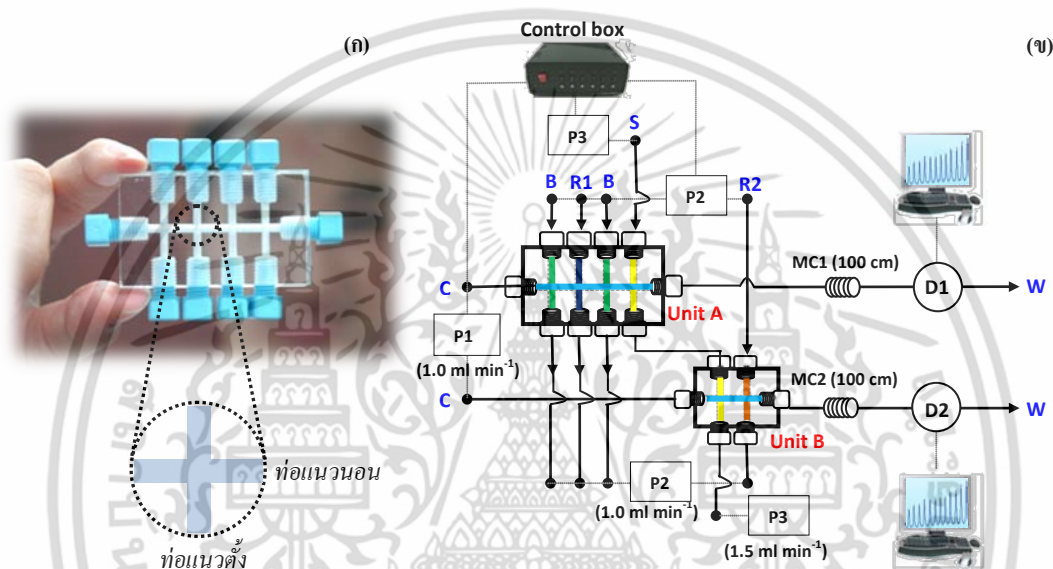 (ก)
Control box
(ข)
P3
S
B
R1
B
P2
R2
MC1 (100 cm)
D1
W
C
Unit A
P1
(1.0 ml min⁻¹)
C
MC2 (100 cm)
D2
W
Unit B
ท่อแนวนอน
P2
(1.0 ml min⁻¹)
P3
(1.5 ml min⁻¹)
ท่อแนวตั้ง